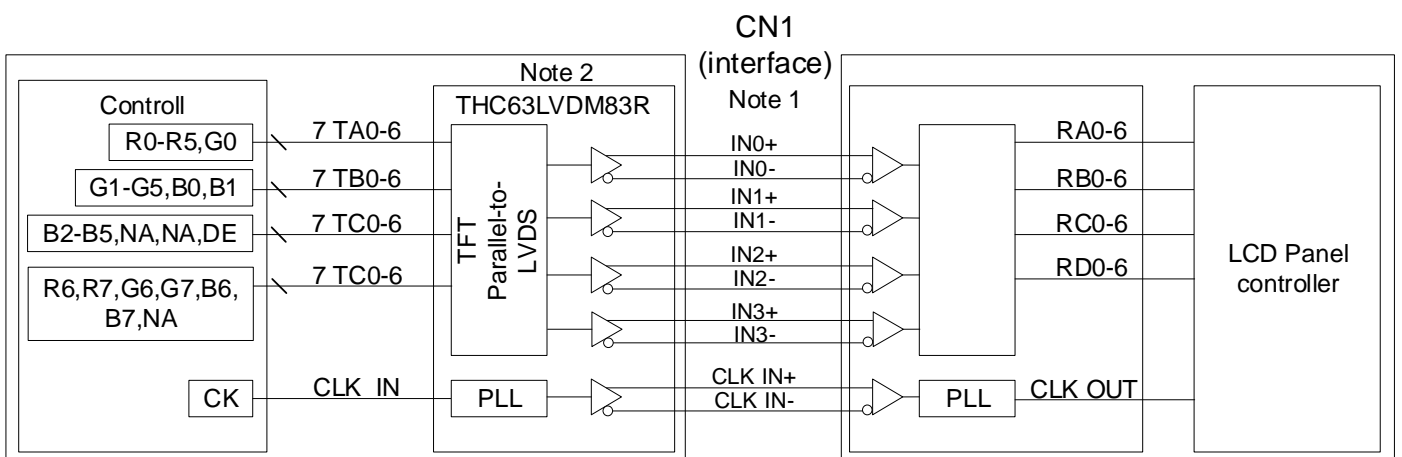 CN1
(interface)
Note 1
Note 2
Controll
THC63LVDM83R
R0-R5,G0
7 TA0-6
G1-G5,B0,B1
7 TB0-6
B2-B5,NA,NA,DE
7 TC0-6
R6,R7,G6,G7,B6,
B7,NA
7 TC0-6
CK
CLK IN
TFT
Parallel-to-
LVDS
PLL
IN0+
IN0-
IN1+
IN1-
IN2+
IN2-
IN3+
IN3-
CLK IN+
CLK IN-
PLL
RA0-6
RB0-6
RC0-6
RD0-6
CLK OUT
LCD Panel
controller